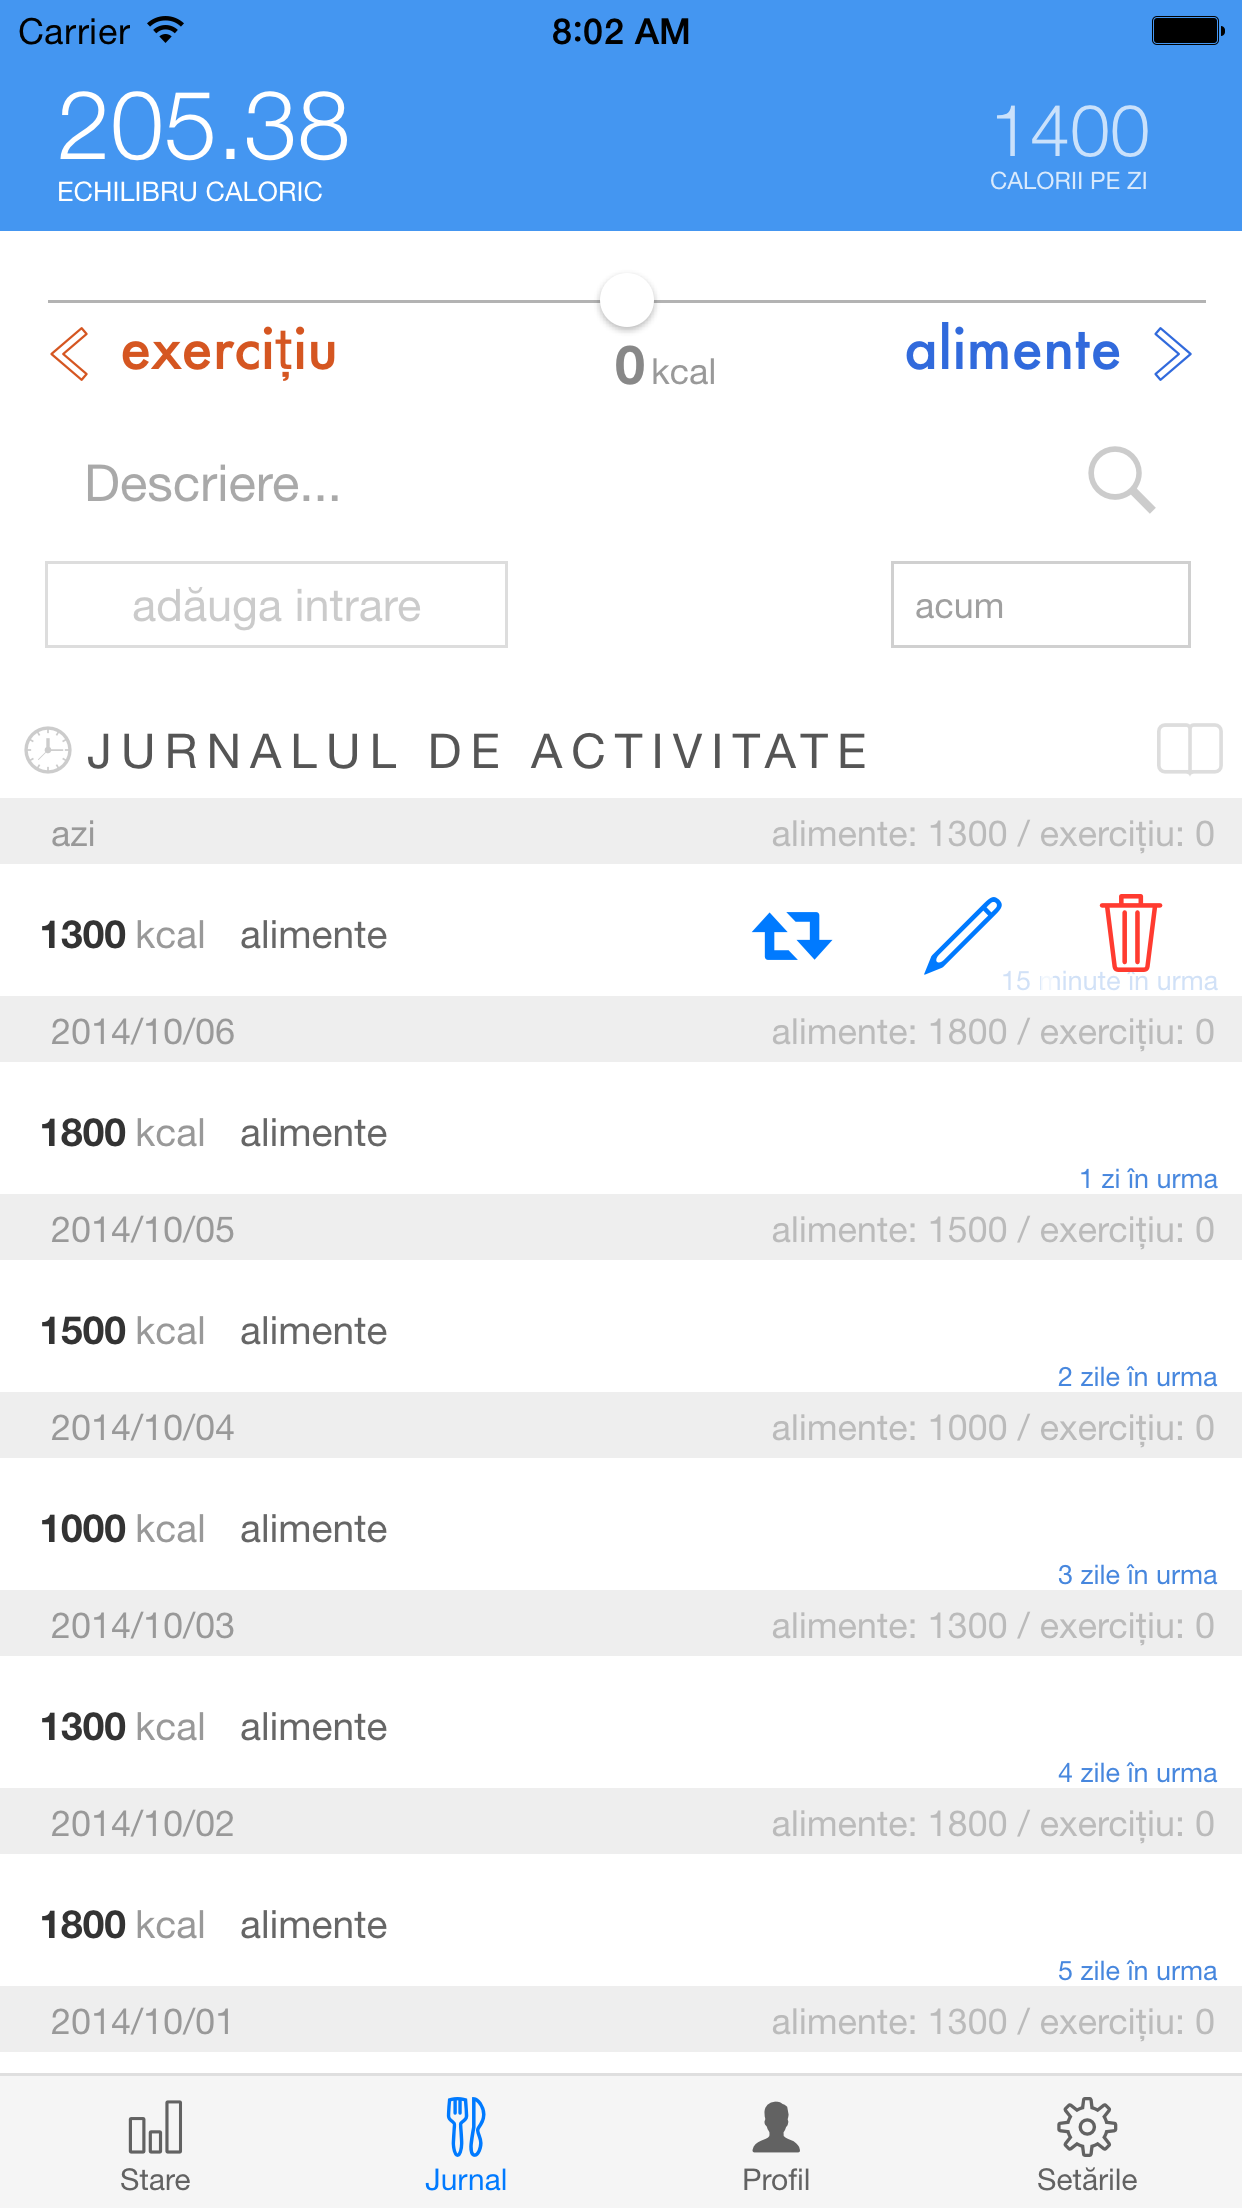 Carrier 8:02 AM
205.38 1400
ECHILIBRU CALORIC CALORII PE ZI
exercițiu alimente
0 kcal
Descriere...
adăuga intrare acum
JURNALUL DE ACTIVITATE
azi alimente: 1300 / exercițiu: 0
1300 kcal alimente
15 minute în urma
2014/10/06 alimente: 1800 / exercițiu: 0
1800 kcal alimente
1 zi în urma
2014/10/05 alimente: 1500 / exercițiu: 0
1500 kcal alimente
2 zile în urma
2014/10/04 alimente: 1000 / exercițiu: 0
1000 kcal alimente
3 zile în urma
2014/10/03 alimente: 1300 / exercițiu: 0
1300 kcal alimente
4 zile în urma
2014/10/02 alimente: 1800 / exercițiu: 0
1800 kcal alimente
5 zile în urma
2014/10/01 alimente: 1300 / exercițiu: 0
Stare Jurnal Profil Setările